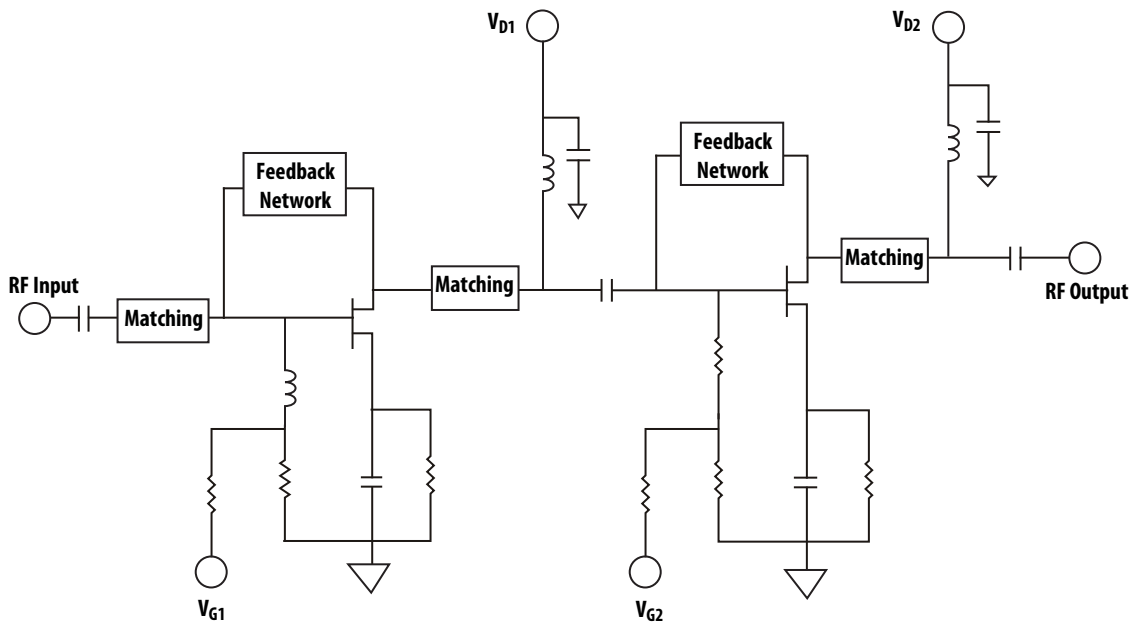 V_D1
V_D2
Feedback
Network
Feedback
Network
Matching
Matching
RF Input
Matching
RF Output
V_G1
V_G2